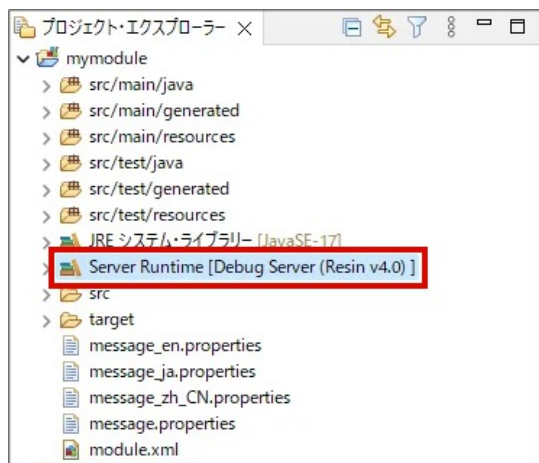 プロジェクト・エクスプローラー
mymodule
src/main/java
src/main/generated
src/main/resources
src/test/java
src/test/generated
src/test/resources
JRE システム・ライブラリー [JavaSE-17]
Server Runtime [Debug Server (Resin v4.0) ]
src
target
message_en.properties
message_ja.properties
message_zh_CN.properties
message.properties
module.xml